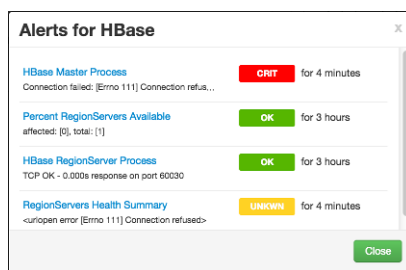 Alerts for HBase
x
HBase Master Process
CRIT
for 4 minutes
Connection failed: [Errno 111] Connection refus...
Percent RegionServers Available
OK
for 3 hours
affected: [0], total: [1]
HBase RegionServer Process
OK
for 3 hours
TCP OK - 0.000s response on port 60030
RegionServers Health Summary
UNKWN
for 4 minutes
<urlopen error [Errno 111] Connection refused>
Close